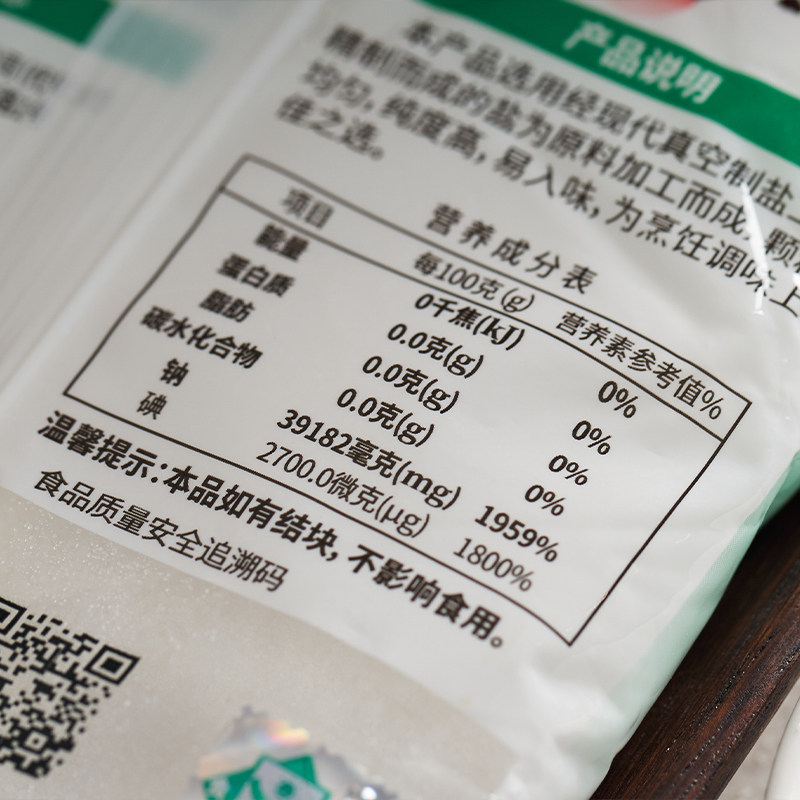 产品说明
本产品选用经现代真空制盐
精制而成的盐为原料加工而成，颗
均匀，纯度高，易入味，为烹饪调味上
佳之选。
营养成分表
项目 每100克(g) 营养素参考值%
能量 0千焦(kJ) 0%
蛋白质 0.0克(g) 0%
脂肪 0.0克(g) 0%
碳水化合物 0.0克(g) 0%
钠 39182毫克(mg) 1959%
碘 2700.0微克(μg) 1800%
温馨提示：本品如有结块，不影响食用。
食品质量安全追溯码